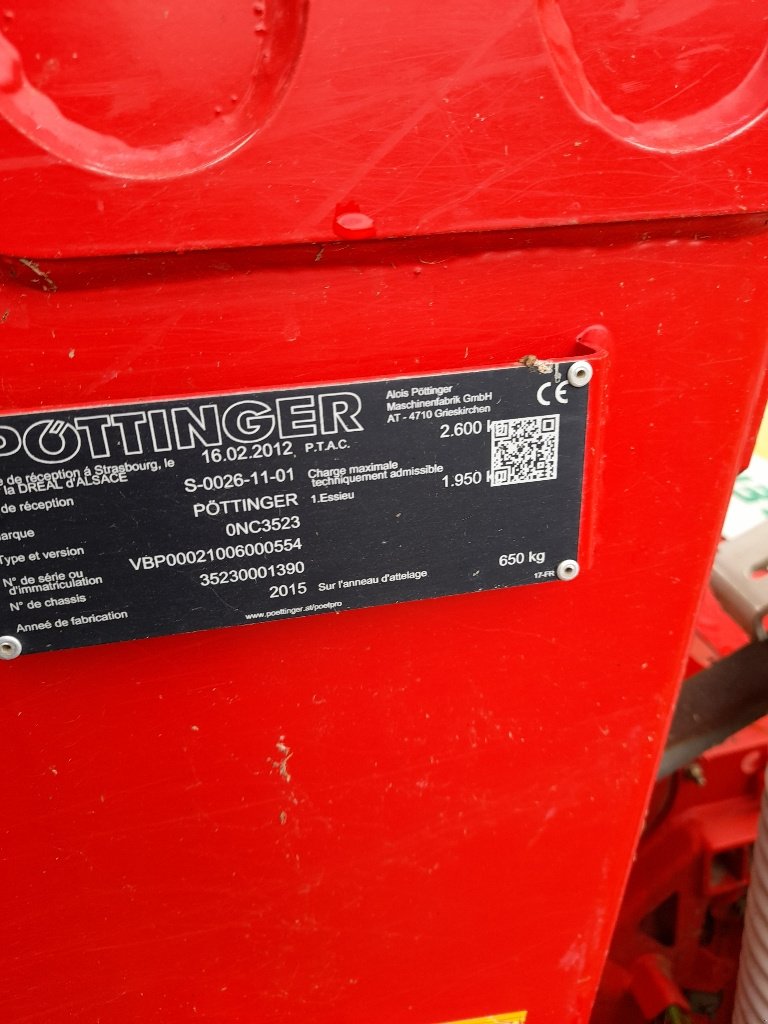 PÖTTINGER
Alois Pöttinger
Maschinenfabrik GmbH
AT - 4710 Grieskirchen
CE
de réception à Strasbourg, le 16.02.2012 P.T.A.C. 2.600
la DREAL d'ALSACE
de réception S-0026-11-01 Charge maximale
techniquement admissible
PÖTTINGER 1.Essieu 1.950
Type et version 0NC3523
N° de série ou
d'immatriculation VBP00021006000554
N° de chassis 35230001390
Anneé de fabrication 2015 Sur l'anneau d'attelage 650 kg
www.poettinger.at/poetpro
17-FR